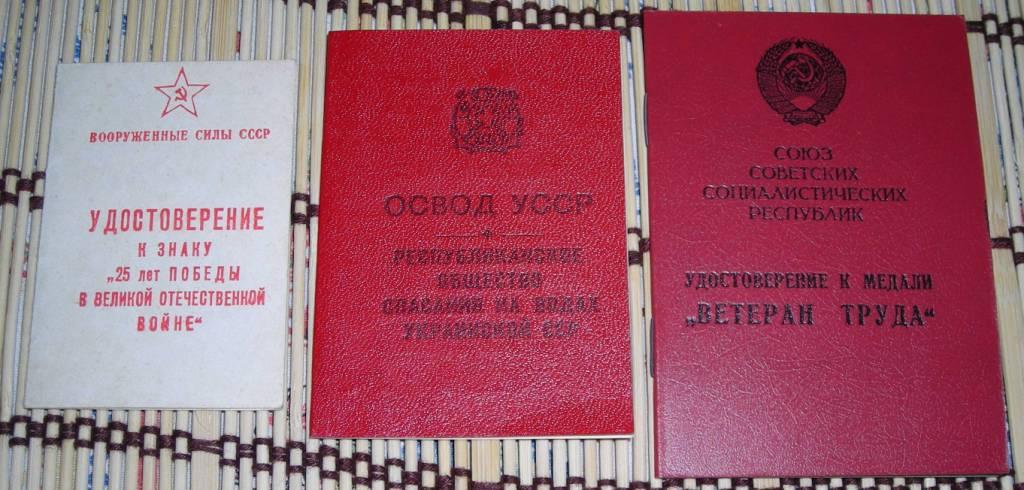 ВООРУЖЕННЫЕ СИЛЫ СССР
УДОСТОВЕРЕНИЕ
К ЗНАКУ
„25 лет ПОБЕДЫ
В ВЕЛИКОЙ ОТЕЧЕСТВЕННОЙ
ВОЙНЕ“
ОСВОД УССР
РЕСПУБЛИКАНСКОЕ
ОБЩЕСТВО
СПАСАНИЯ НА ВОДАХ
УКРАИНСКОЙ ССР
СОЮЗ
СОВЕТСКИХ
СОЦИАЛИСТИЧЕСКИХ
РЕСПУБЛИК
УДОСТОВЕРЕНИЕ К МЕДАЛИ
„ВЕТЕРАН ТРУДА“